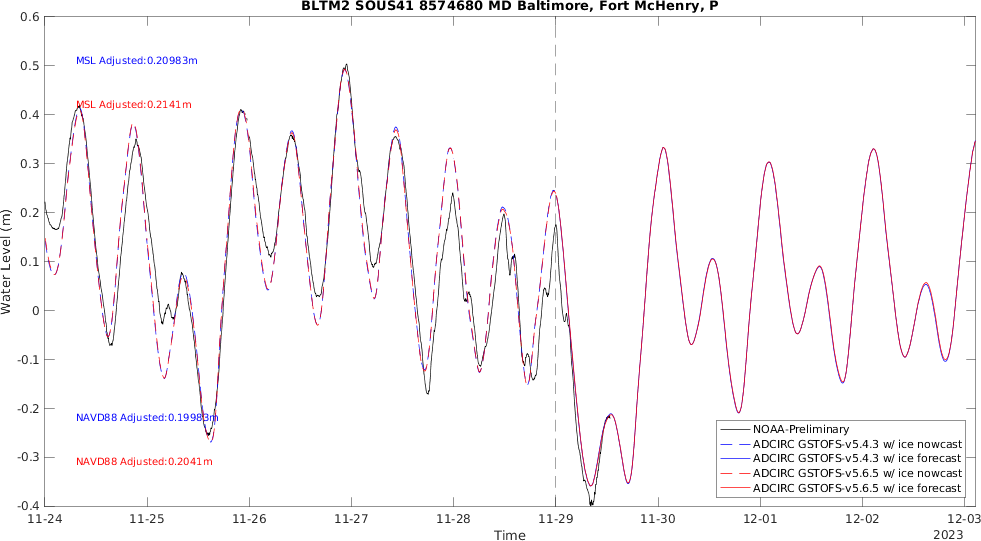 BLTM2 SOUS41 8574680 MD Baltimore, Fort McHenry, P
0.6
0.5
0.4
0.3
0.2
0.1
0
-0.1
-0.2
-0.3
-0.4
Water Level (m)
MSL Adjusted:0.20983m
MSL Adjusted:0.2141m
NAVD88 Adjusted:0.19983m
NAVD88 Adjusted:0.2041m
NOAA-Preliminary
ADCIRC GSTOFS-v5.4.3 w/ ice nowcast
ADCIRC GSTOFS-v5.4.3 w/ ice forecast
ADCIRC GSTOFS-v5.6.5 w/ ice nowcast
ADCIRC GSTOFS-v5.6.5 w/ ice forecast
11-24 11-25 11-26 11-27 11-28 11-29 11-30 12-01 12-02 12-03
Time
2023